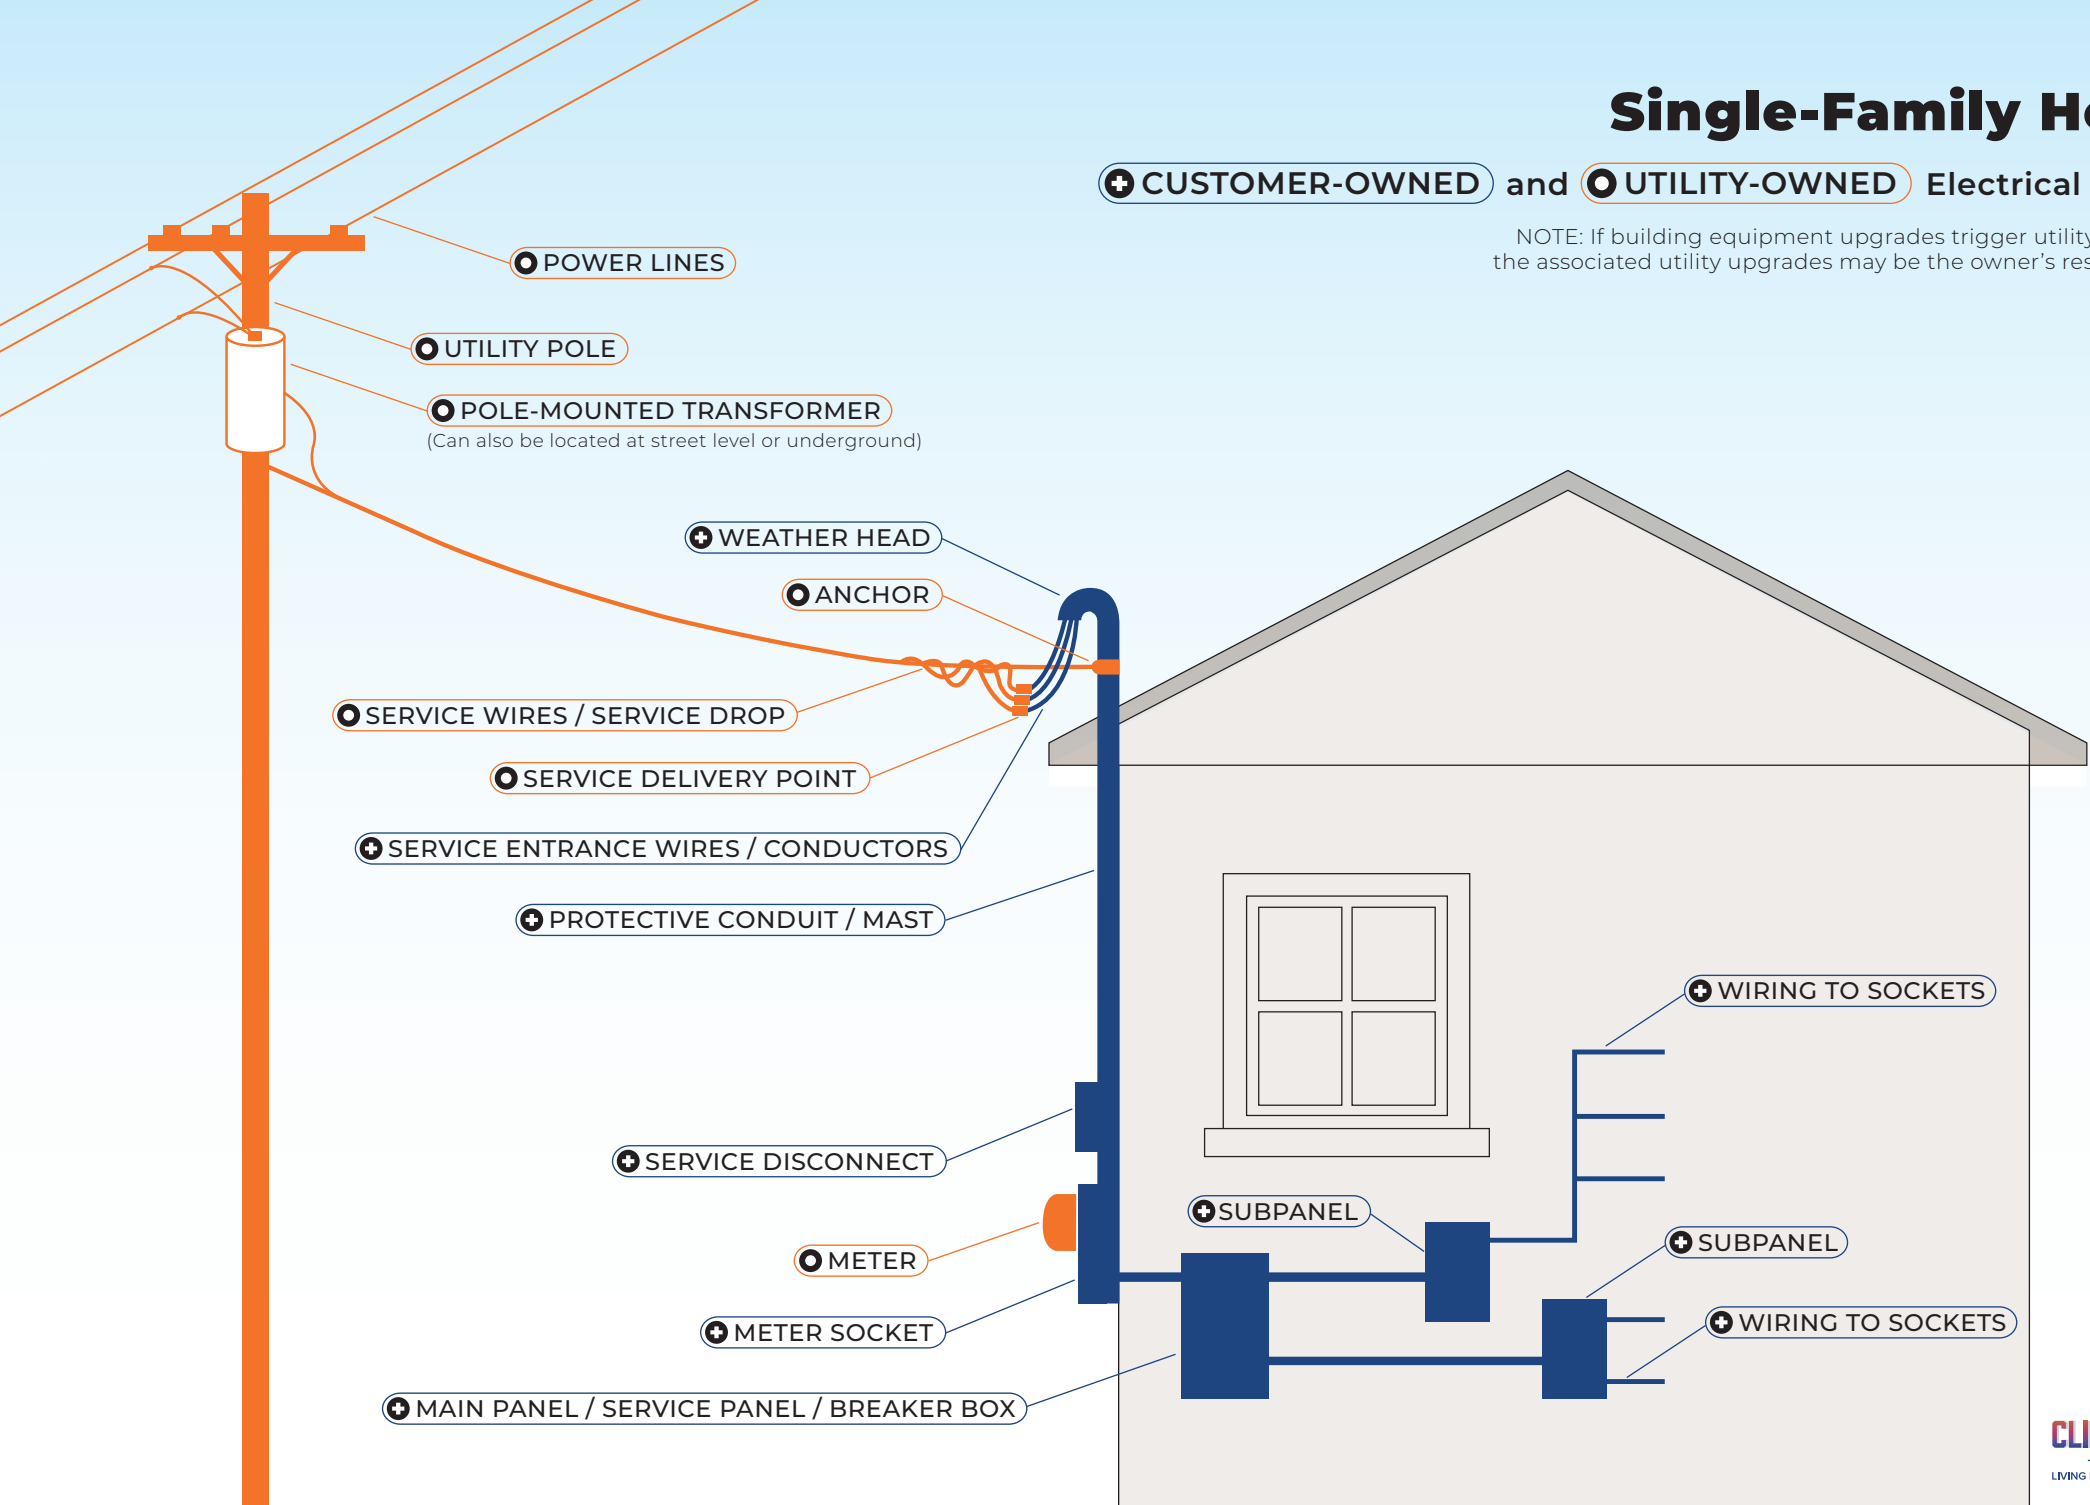 Single-Family
CUSTOMER-OWNED and UTILITY-OWNED Electrical
NOTE: If building equipment upgrades trigger utility
the associated utility upgrades may be the owner's
POWER LINES
UTILITY POLE
POLE-MOUNTED TRANSFORMER
(Can also be located at street level or underground)
WEATHER HEAD
ANCHOR
SERVICE WIRES / SERVICE DROP
SERVICE DELIVERY POINT
SERVICE ENTRANCE WIRES / CONDUCTORS
PROTECTIVE CONDUIT / MAST
WIRING TO SOCKETS
SERVICE DISCONNECT
SUBPANEL
SUBPANEL
METER
WIRING TO SOCKETS
METER SOCKET
MAIN PANEL / SERVICE PANEL / BREAKER BOX
LIVING